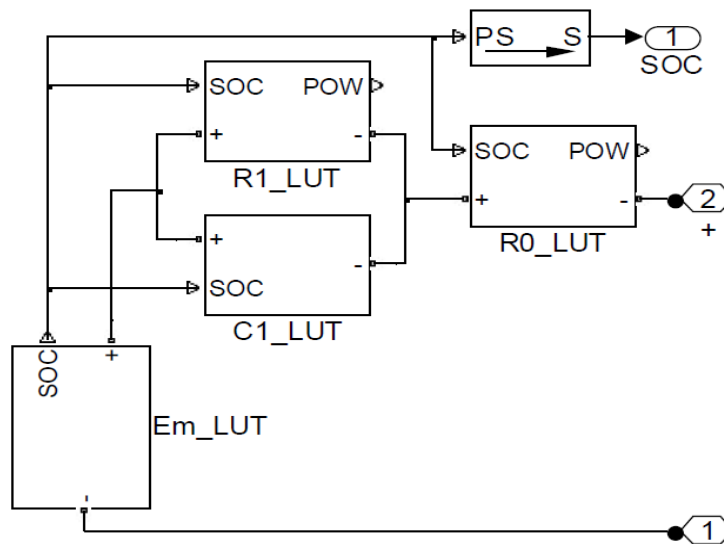 PS S
1
SOC
SOC POW
+ -
R1_LUT
SOC POW
+ -
R0_LUT
2
+
+
-
SOC
C1_LUT
SOC +
Em_LUT
-
1